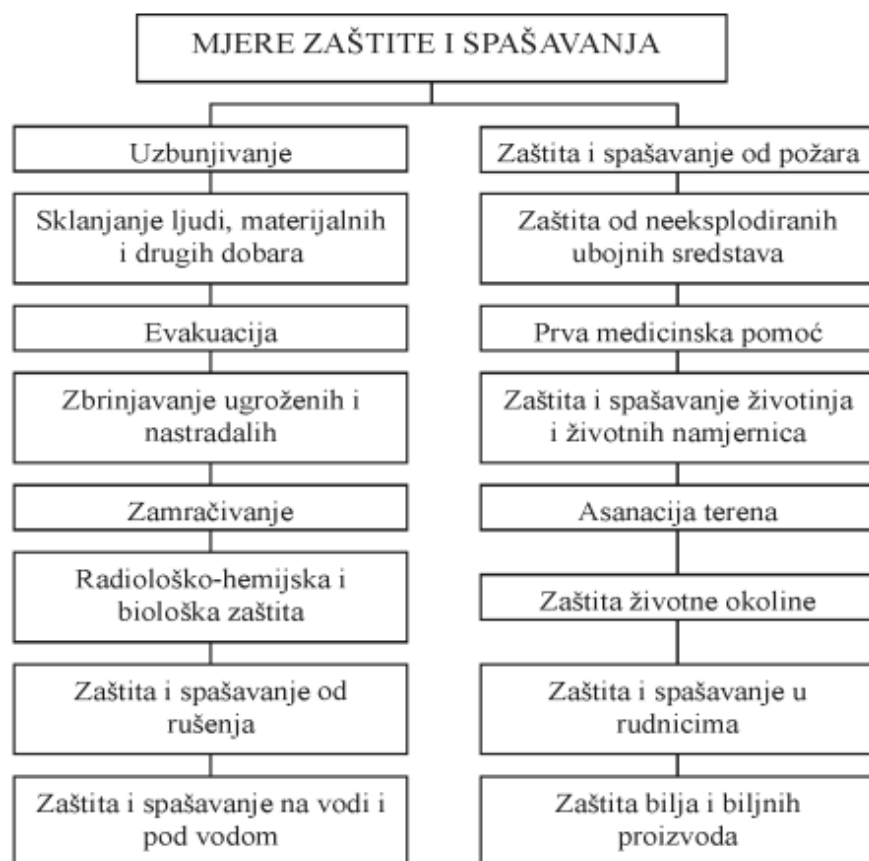 MJERE ZAŠTITE I SPAŠAVANJA
Uzbunjivanje
Sklanjanje ljudi, materijalnih
i drugih dobara
Evakuacija
Zbrinjavanje ugroženih i
nastradalih
Zamračivanje
Radiološko-hemijska i
biološka zaštita
Zaštita i spašavanje od
rušenja
Zaštita i spašavanje na vodi i
pod vodom
Zaštita i spašavanje od požara
Zaštita od neeksplodiranih
ubojnih sredstava
Prva medicinska pomoć
Zaštita i spašavanje životinja
i životnih namjernica
Asanacija terena
Zaštita životne okoline
Zaštita i spašavanje u
rudnicima
Zaštita bilja i biljnih
proizvoda